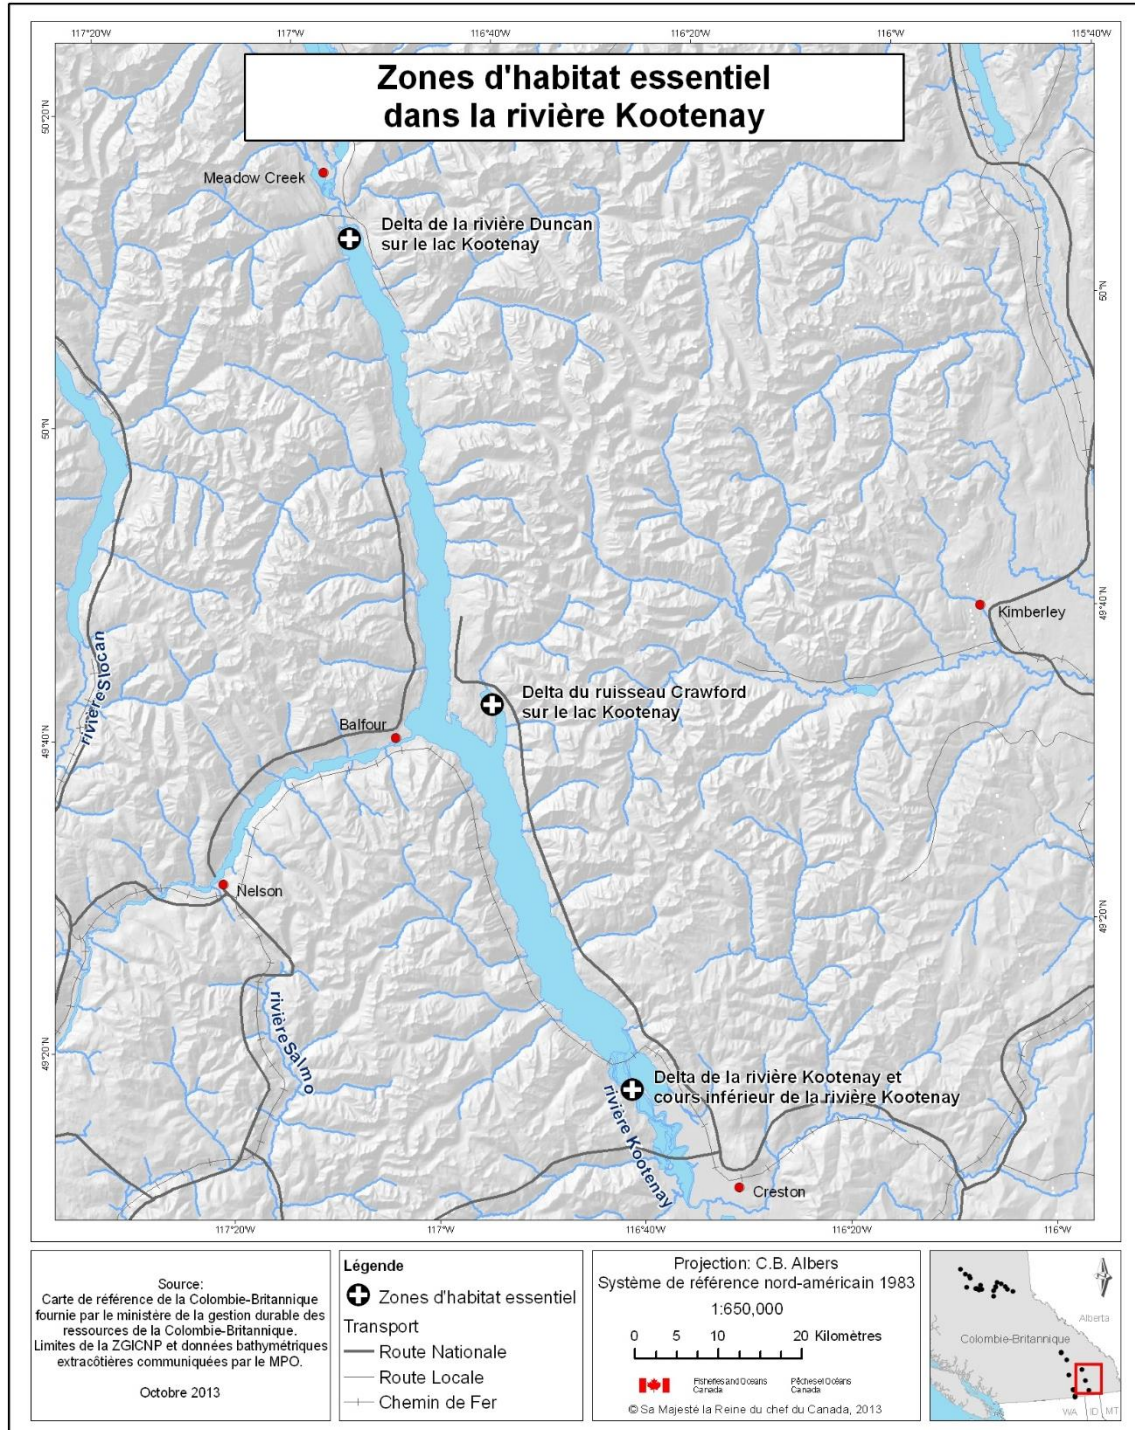 117°20'W
117°W
116°40'W
116°20'W
116°W
115°40'W
Zones d'habitat essentiel
dans la rivière Kootenay
50°20'N
Meadow Creek
Delta de la rivière Duncan
sur le lac Kootenay
50°N
50°N
49°40'N
Kimberley
rivière Slocan
Delta du ruisseau Crawford
sur le lac Kootenay
Balfour
49°40'N
Nelson
49°20'N
rivière Salmo
49°20'N
Delta de la rivière Kootenay et
cours inférieur de la rivière Kootenay
rivière Kootenay
Creston
117°20'W
117°W
116°40'W
116°20'W
116°W
Source:
Carte de référence de la Colombie-Britannique
fournie par le ministère de la gestion durable des
ressources de la Colombie-Britannique.
Limites de la ZGICNP et données bathymétriques
extracôtières communiquées par le MPO.
Octobre 2013
Légende
Zones d'habitat essentiel
Transport
Route Nationale
Route Locale
Chemin de Fer
Projection: C.B. Albers
Système de référence nord-américain 1983
1:650,000
0 5 10 20 Kilomètres
Fisheries and Oceans
Canada
Pêches et Océans
Canada
© Sa Majesté la Reine du chef du Canada, 2013
Alberta
Colombie-Britannique
WA ID MT